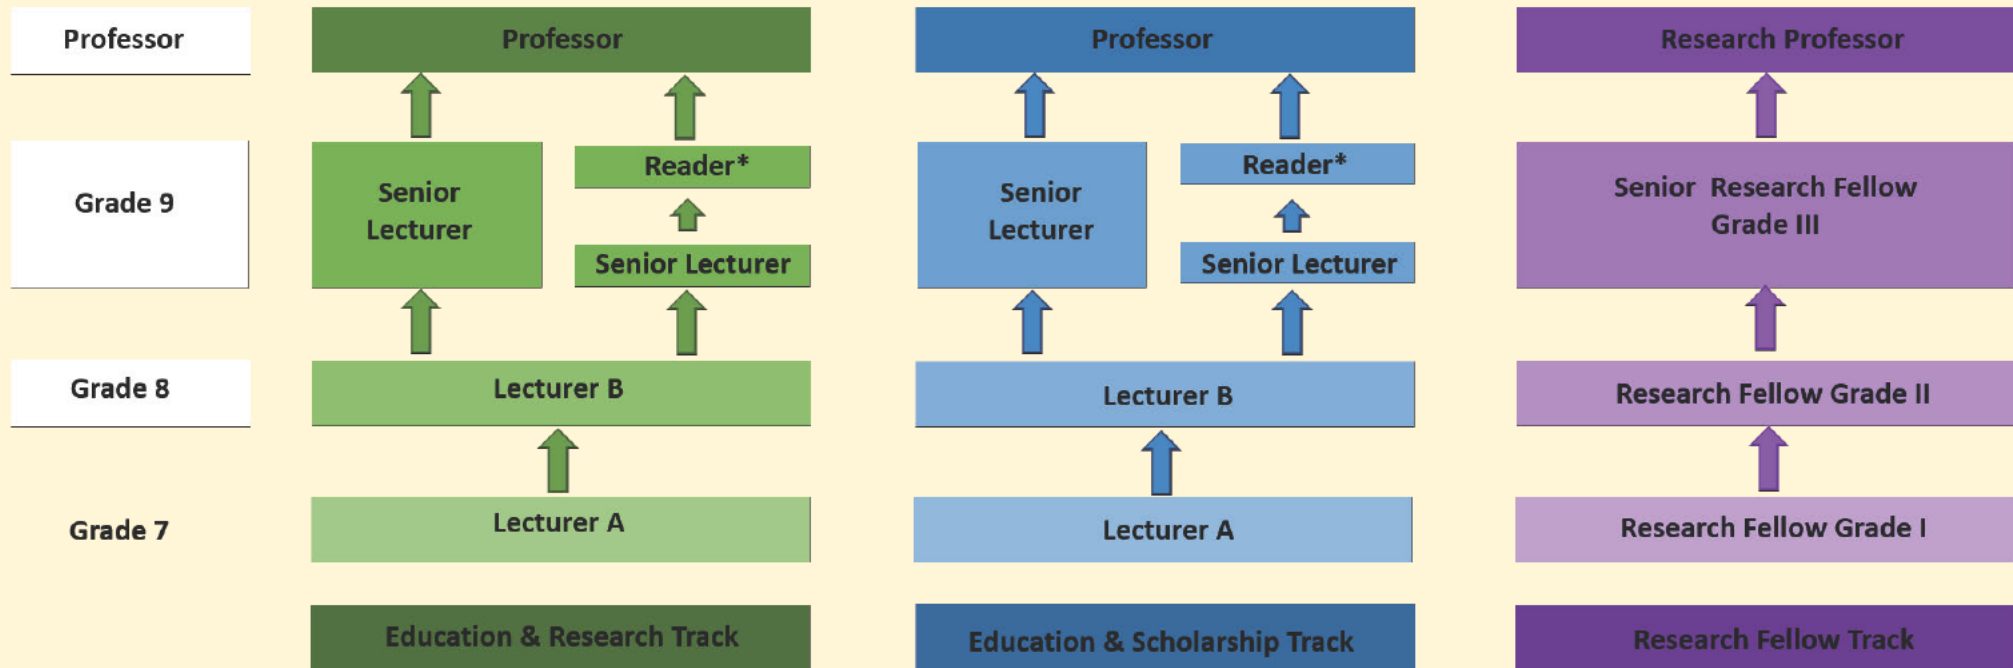 Professor
Professor
Professor
Research Professor
Grade 9
Senior
Lecturer
Reader*
Senior Lecturer
Senior
Lecturer
Reader*
Senior Lecturer
Senior Research Fellow
Grade III
Grade 8
Lecturer B
Lecturer B
Research Fellow Grade II
Grade 7
Lecturer A
Lecturer A
Research Fellow Grade I
Education & Research Track
Education & Scholarship Track
Research Fellow Track